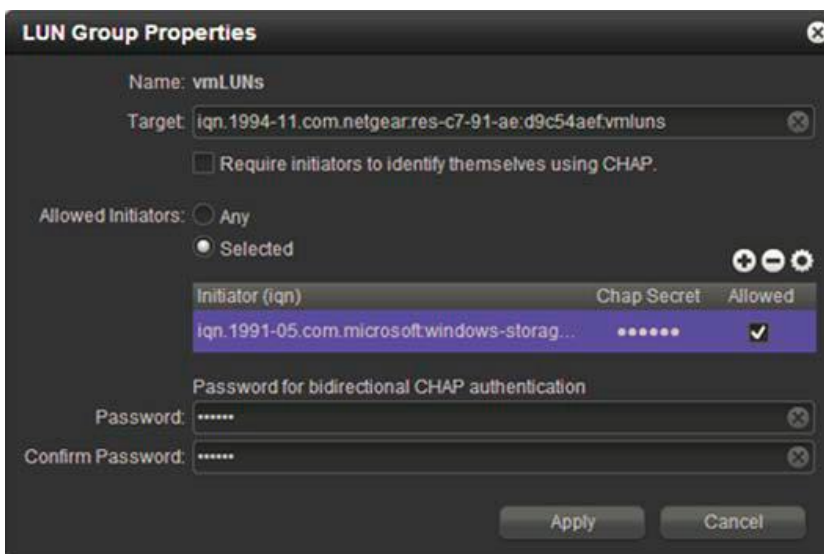 LUN Group Properties
Name: vmLUNs
Target: iqn.1994-11.com.netgear:res-c7-91-ae:d9c54aef:vmluns
Require initiators to identify themselves using CHAP.
Allowed Initiators: Any
Selected
Initiator (iqn) Chap Secret Allowed
iqn.1991-05.com.microsoft:windows-storag... ••••••
Password for bidirectional CHAP authentication
Password: ••••••
Confirm Password: ••••••
Apply Cancel